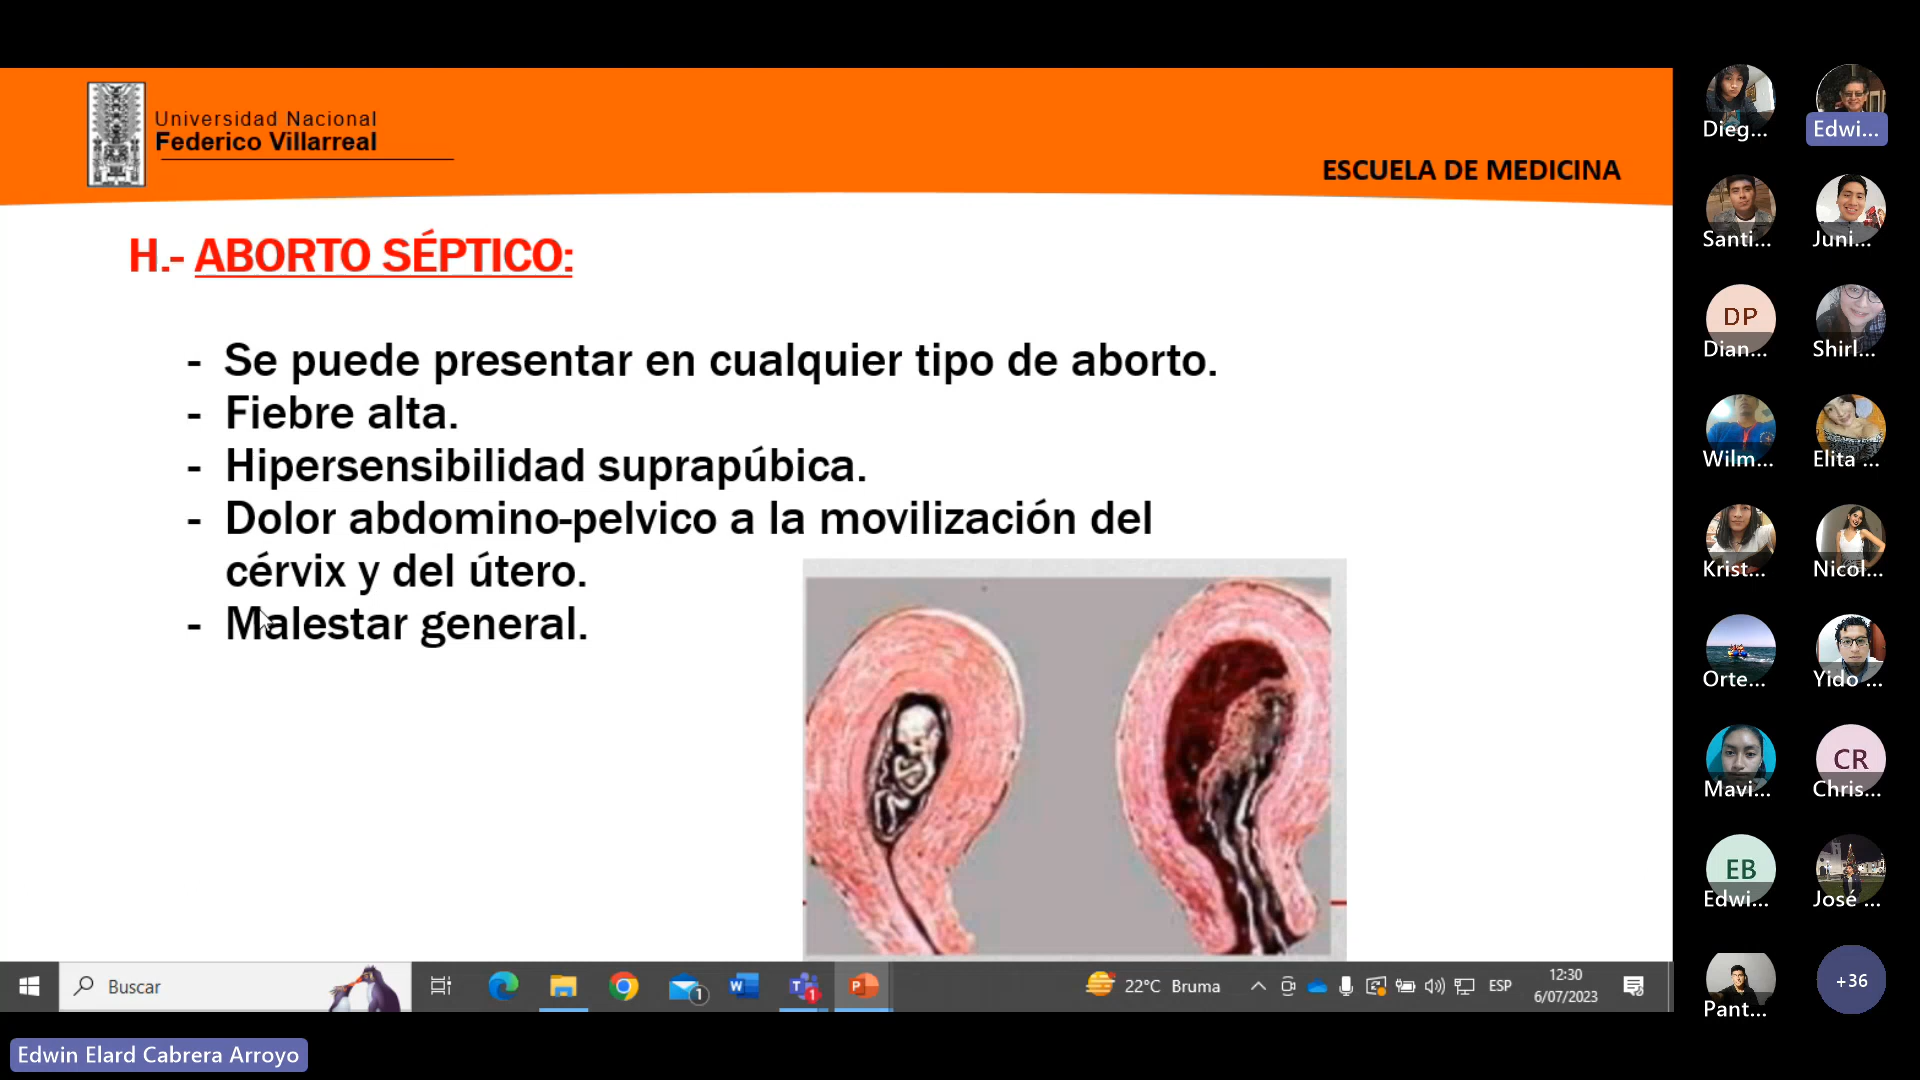 Universidad Nacional
Federico Villarreal
ESCUELA DE MEDICINA
H.- ABORTO SÉPTICO:
- Se puede presentar en cualquier tipo de aborto.
- Fiebre alta.
- Hipersensibilidad suprapúbica.
- Dolor abdomino-pelvico a la movilización del
cérvix y del útero.
- Malestar general.
Dieg...
Edwi...
Santi...
Juni...
DP
Dian...
Shirl...
Wilm...
Elita ...
Krist...
Nicol...
Orte...
Yido ...
Mavi...
CR
Chris...
EB
Edwi...
José ...
Pant...
+36
Buscar
1
1
22°C Bruma
ESP
12:30
6/07/2023
Edwin Elard Cabrera Arroyo